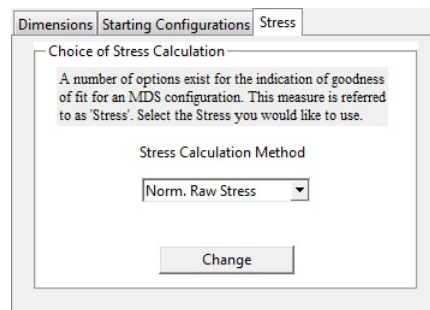 Dimensions Starting Configurations Stress
Choice of Stress Calculation
A number of options exist for the indication of goodness
of fit for an MDS configuration. This measure is referred
to as 'Stress'. Select the Stress you would like to use.
Stress Calculation Method
Norm. Raw Stress
Change